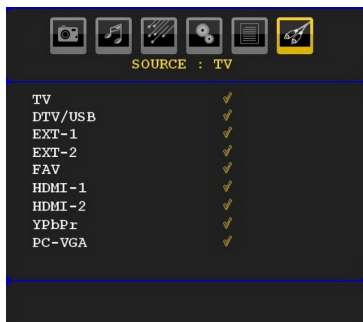 SOURCE : TV
TV
DTV/USB
EXT-1
EXT-2
FAV
HDMI-1
HDMI-2
YPbPr
PC-VGA